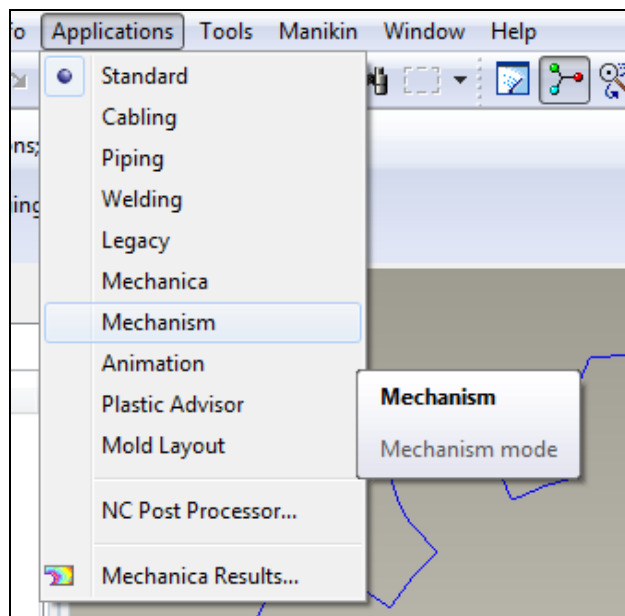 Applications Tools Manikin Window Help
Standard
Cabling
Piping
Welding
Legacy
Mechanica
Mechanism
Animation
Plastic Advisor
Mold Layout
NC Post Processor...
Mechanica Results...
Mechanism
Mechanism mode